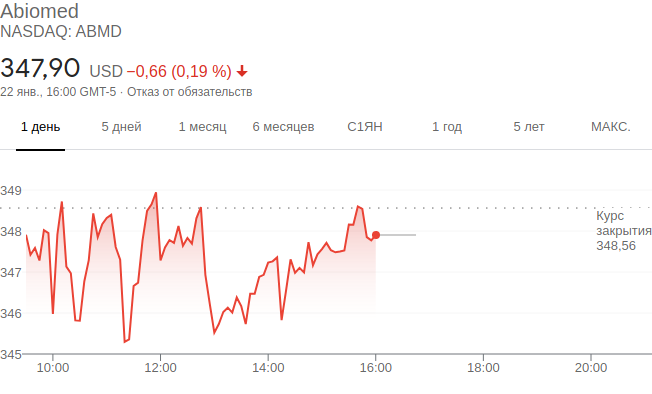 Abiomed
NASDAQ: ABMD
347,90 USD −0,66 (0,19 %)
22 янв., 16:00 GMT-5 · Отказ от обязательств
1 день 5 дней 1 месяц 6 месяцев С1ЯН 1 год 5 лет МАКС.
349
348
347
346
345
Курс
закрытия
348,56
10:00 12:00 14:00 16:00 18:00 20:00